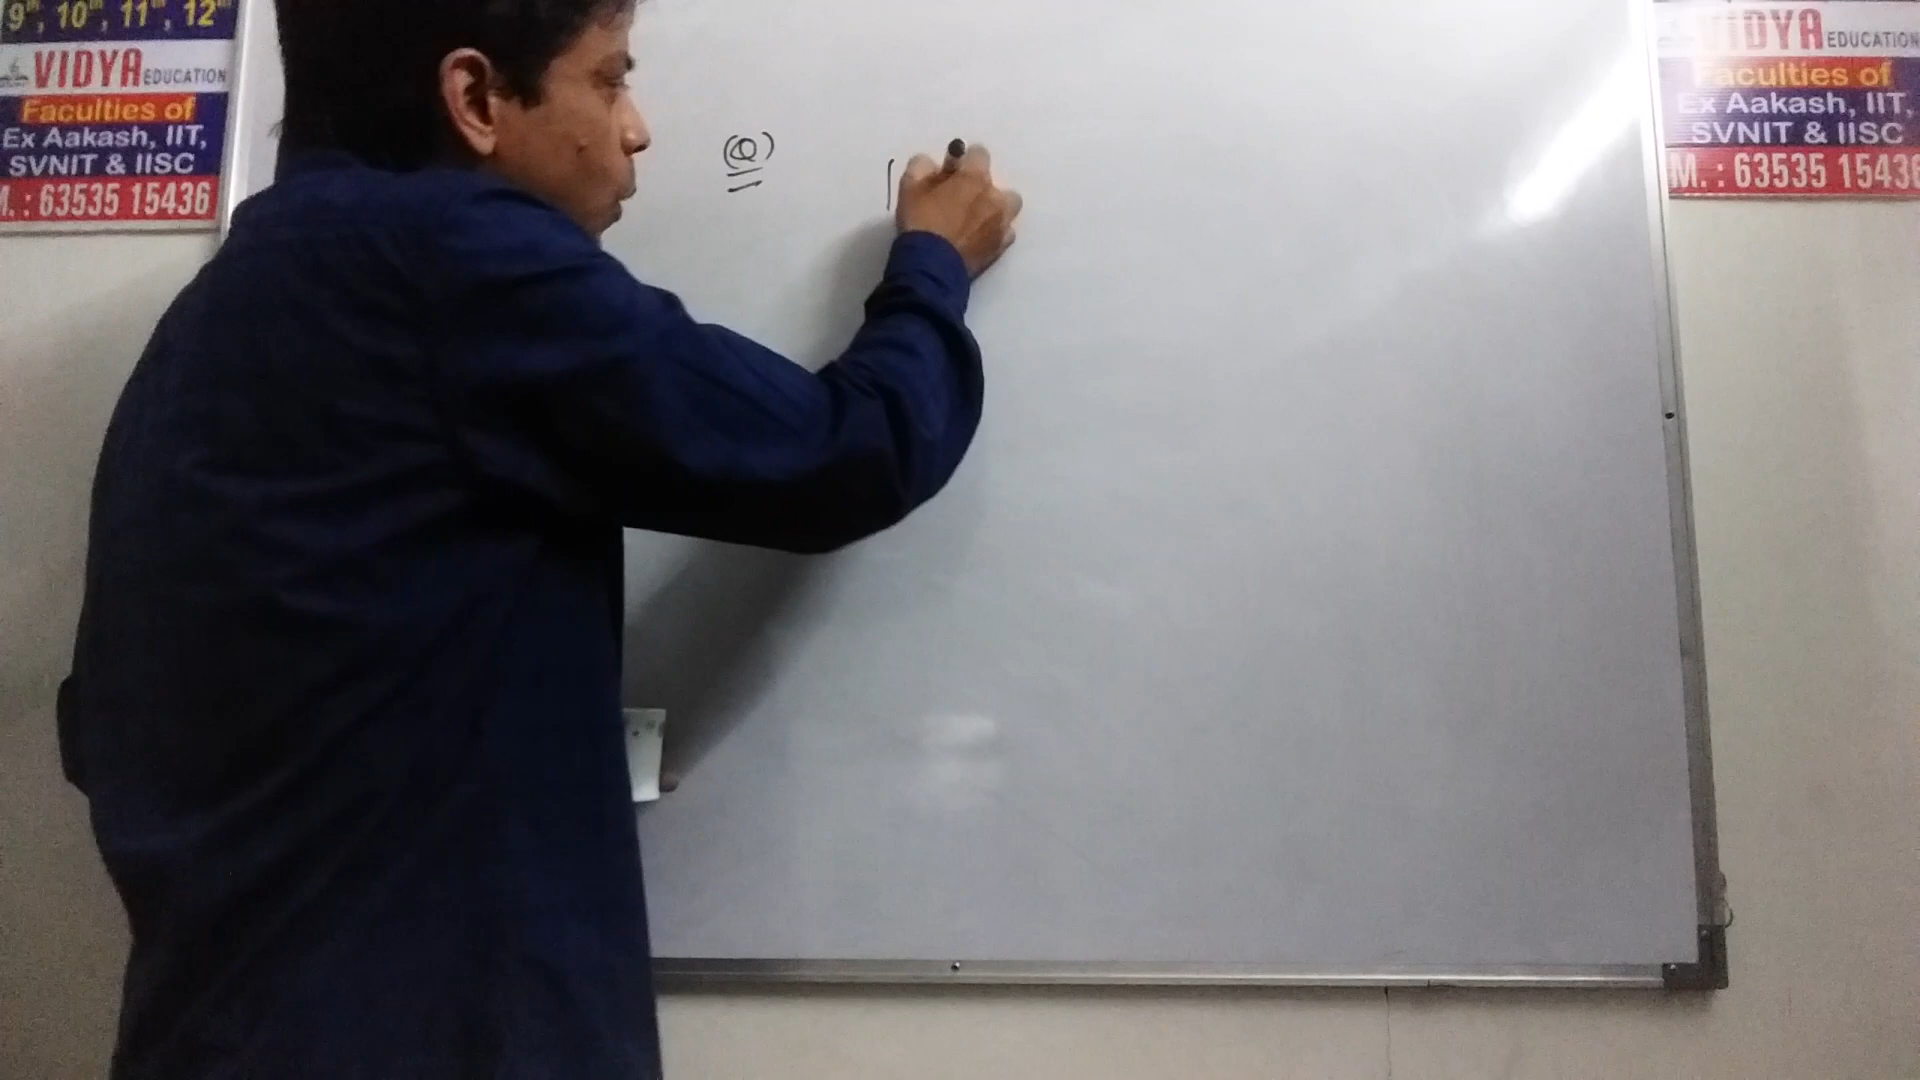 9th, 10th, 11th, 12th
VIDYA EDUCATION
Faculties of
Ex Aakash, IIT,
SVNIT & IISC
M. : 63535 15436
(Q)
VIDYA EDUCATION
Faculties of
Ex Aakash, IIT,
SVNIT & IISC
M. : 63535 15436